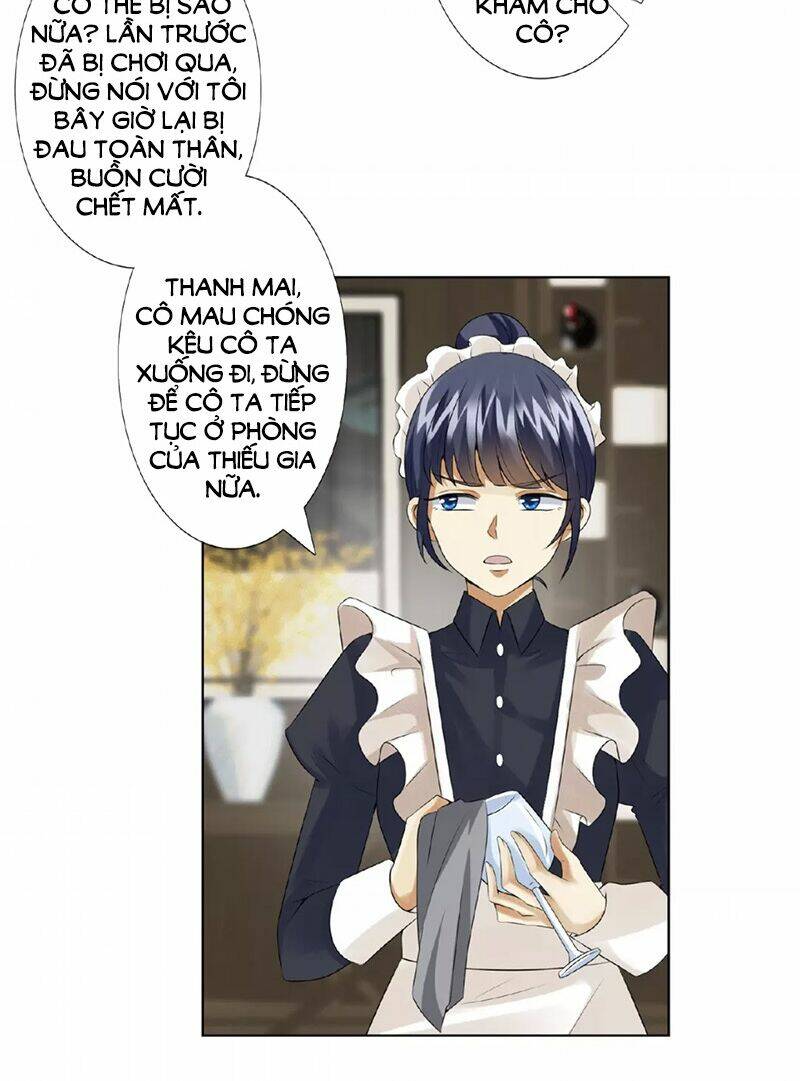 CÓ THỂ BỊ SAO
NỮA? LẦN TRƯỚC
ĐÃ BỊ CHƠI QUA,
ĐỪNG NÓI VỚI TÔI
BÂY GIỜ LẠI BỊ
ĐAU TOÀN THÂN,
BUỒN CƯỜI
CHẾT MẤT.
KHÁM CHO
CÔ?
THANH MAI,
CÔ MAU CHÓNG
KÊU CÔ TA
XUỐNG ĐI, ĐỪNG
ĐỂ CÔ TA TIẾP
TỤC Ở PHÒNG
CỦA THIẾU GIA
NỮA.